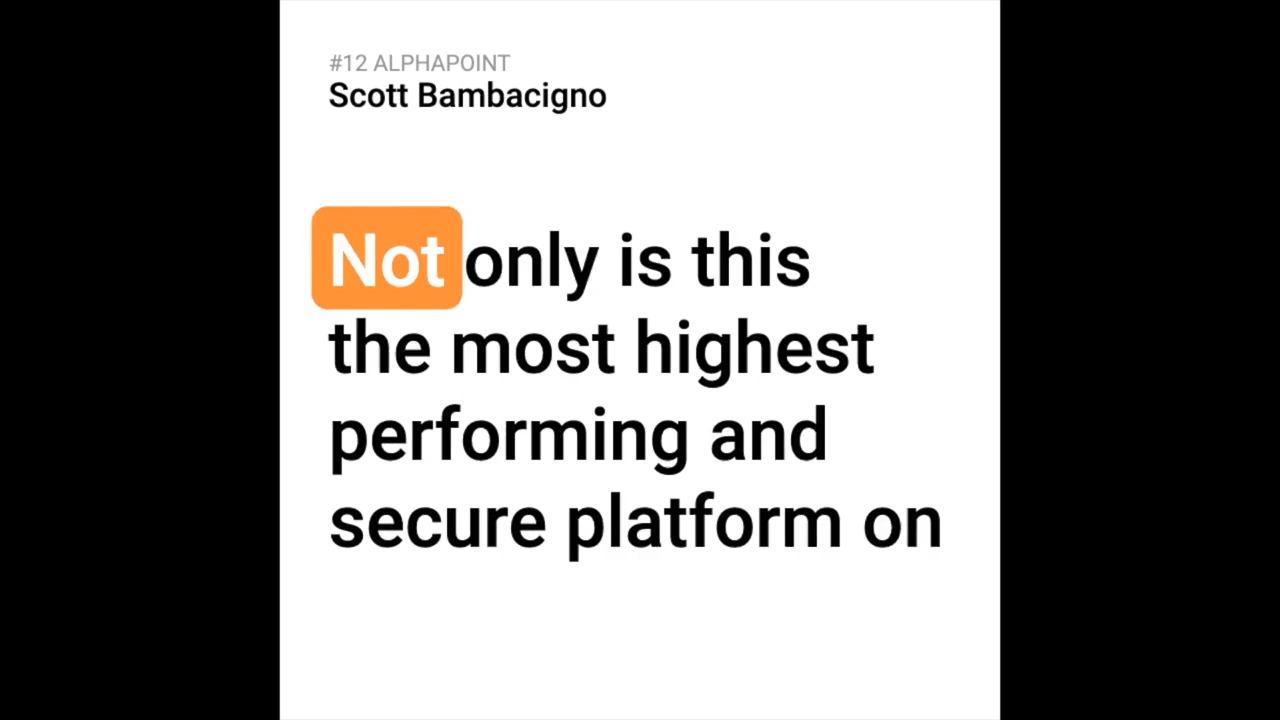 #12 ALPHAPOINT
Scott Bambacigno
Not only is this
the most highest
performing and
secure platform on